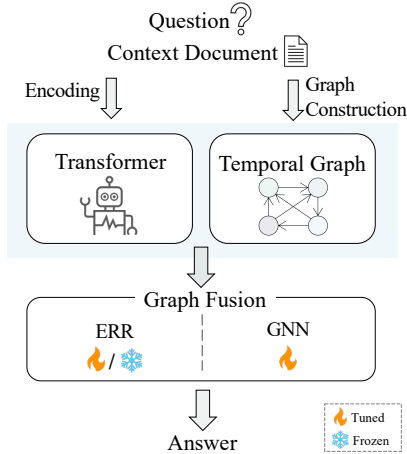 Question ?
Context Document
Encoding
Graph
Construction
Transformer
Temporal Graph
Graph Fusion
ERR
GNN
/
Tuned
Frozen
Answer